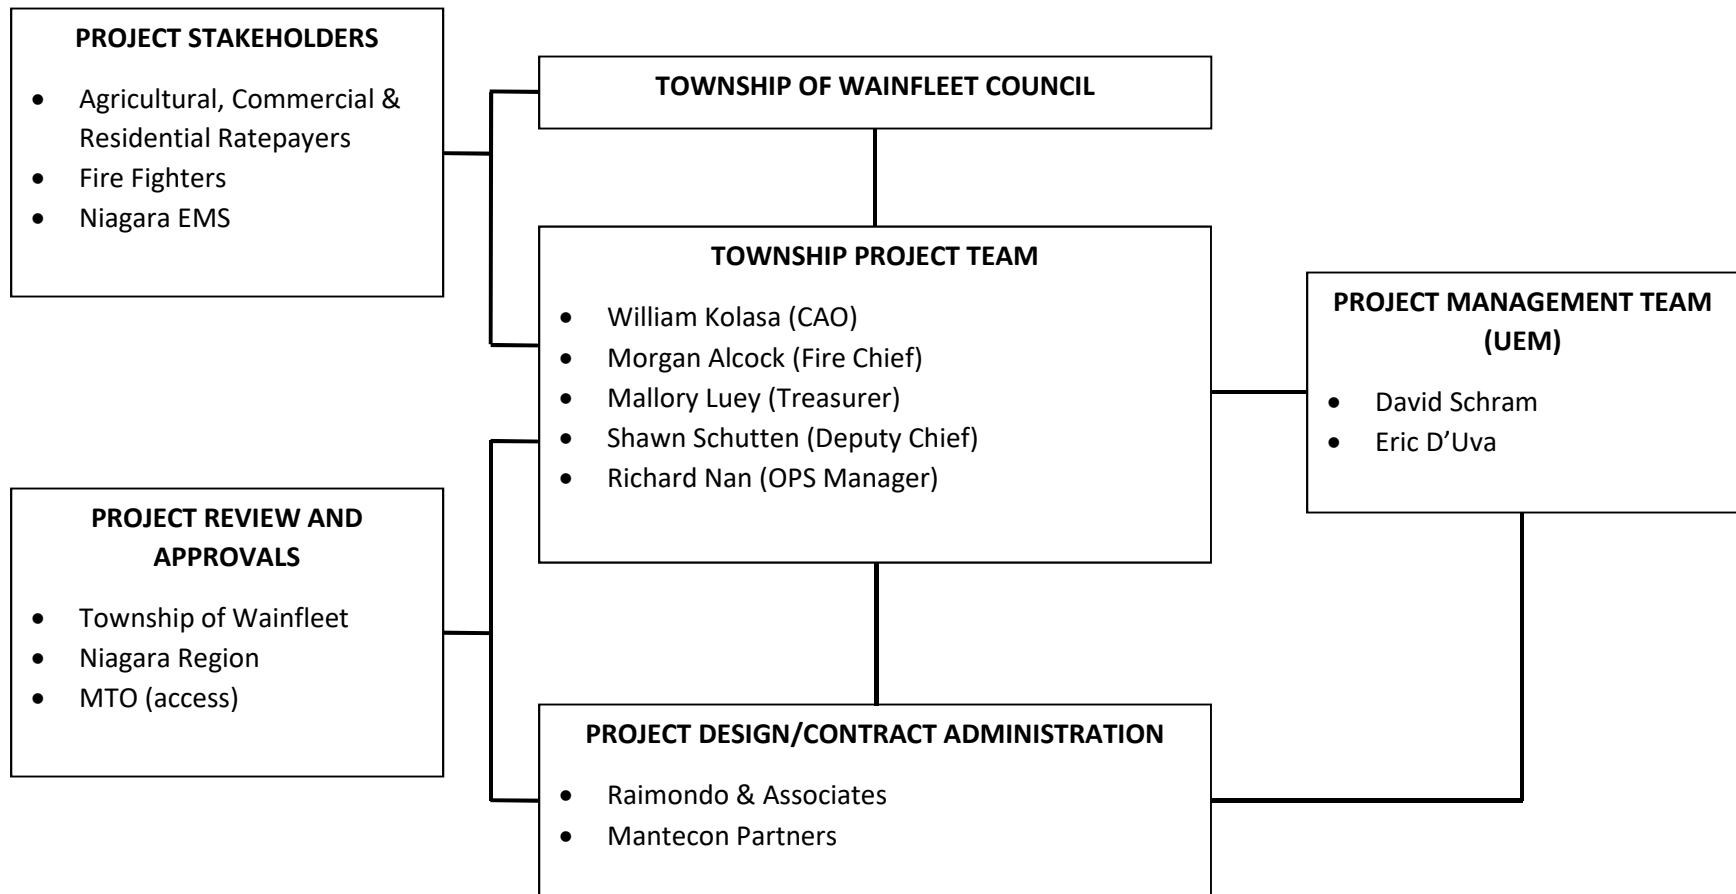 PROJECT STAKEHOLDERS
• Agricultural, Commercial &
Residential Ratepayers
• Fire Fighters
• Niagara EMS
TOWNSHIP OF WAINFLEET COUNCIL
TOWNSHIP PROJECT TEAM
• William Kolasa (CAO)
• Morgan Alcock (Fire Chief)
• Mallory Luey (Treasurer)
• Shawn Schutten (Deputy Chief)
• Richard Nan (OPS Manager)
PROJECT MANAGEMENT TEAM
(UEM)
• David Schram
• Eric D’Uva
PROJECT REVIEW AND
APPROVALS
• Township of Wainfleet
• Niagara Region
• MTO (access)
PROJECT DESIGN/CONTRACT ADMINISTRATION
• Raimondo & Associates
• Mantecon Partners